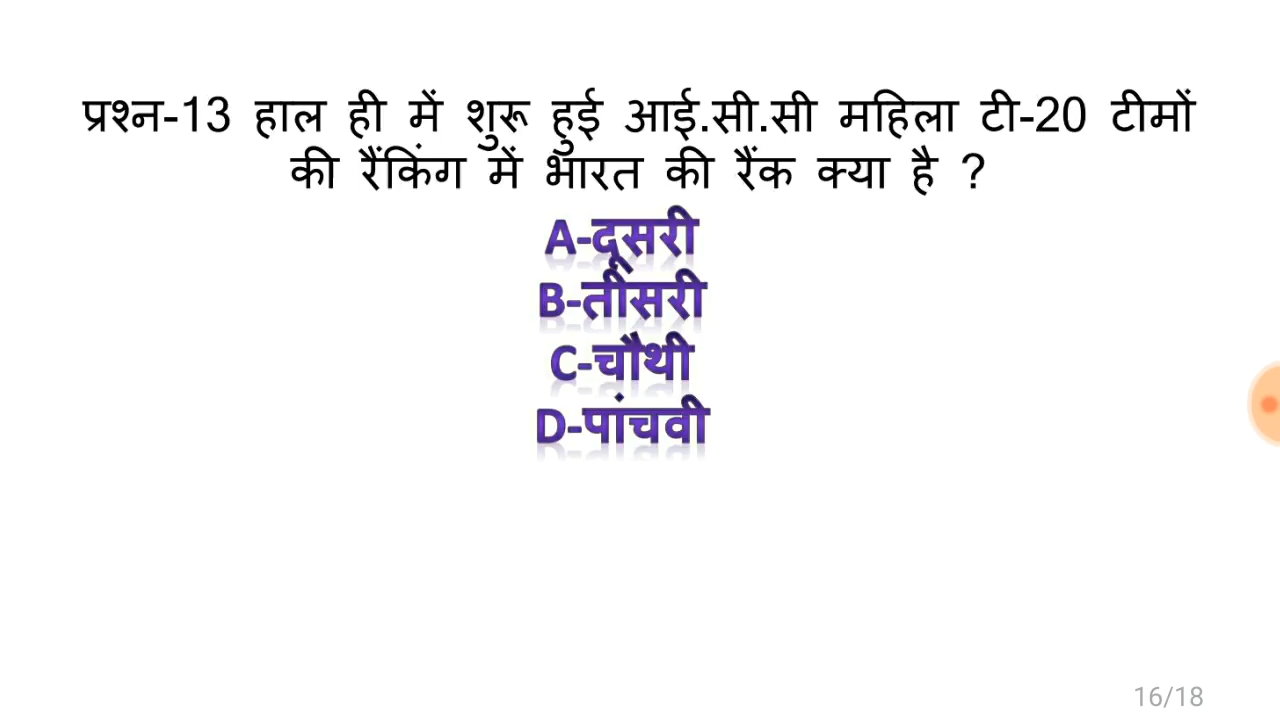 प्रश्न-13 हाल ही में शुरू हुई आई.सी.सी महिला टी-20 टीमों
की रैंकिंग में भारत की रैंक क्या है ?
A-दूसरी
B-तीसरी
C-चौथी
D-पांचवी
16/18